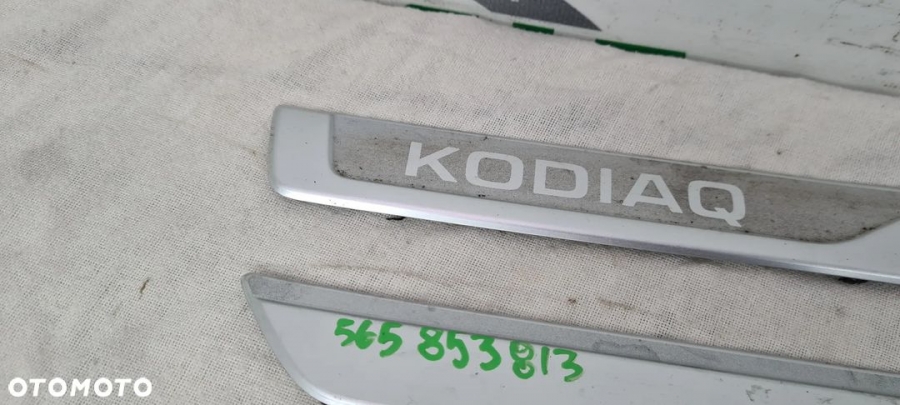 KODIAQ
565 853 813
OTOMOTO